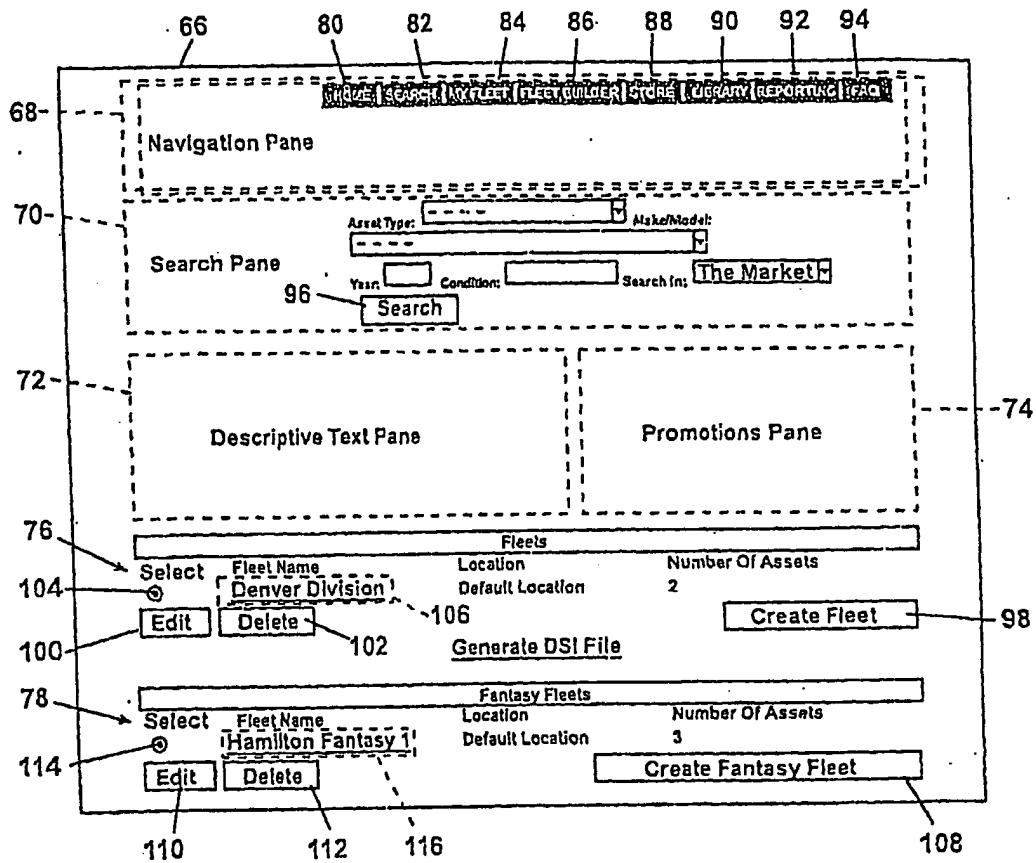 66 80 82 84 86 88 90 92 94
HOME | SEARCH | MY FLEET | FLEET BUILDER | STORE | LIBRARY | REPORTING | FAQ
68
Navigation Pane
70
Asset Type: ---- Make/Model:
----
Search Pane
Year: Condition: Search In: The Market
96 Search
72
74
Descriptive Text Pane Promotions Pane
76
Fleets
Select Fleet Name Location Number Of Assets
104 Denver Division Default Location 2
Edit Delete 106 Create Fleet 98
100 102
Generate DSI File
78
Fantasy Fleets
Select Fleet Name Location Number Of Assets
114 Hamilton Fantasy 1 Default Location 3
Edit Delete Create Fantasy Fleet
110 112 116 108